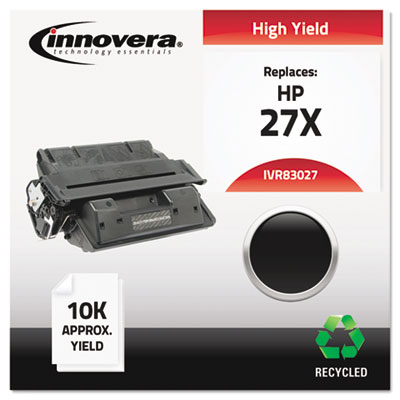 innovera
technology essentials
High Yield
Replaces:
HP
27X
IVR83027
10K
APPROX.
YIELD
RECYCLED